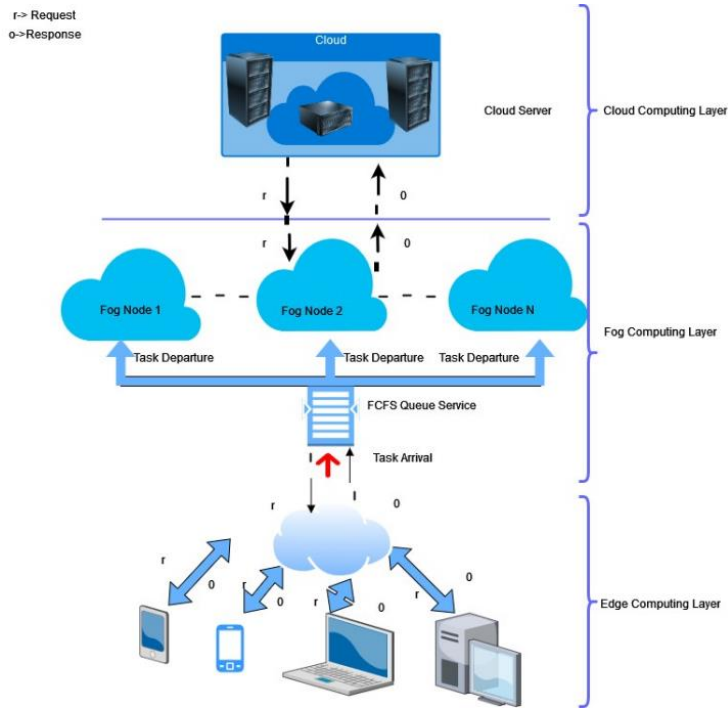 r-> Request
o->Response
Cloud
Cloud Server
Cloud Computing Layer
r
0
r
0
Fog Node 1
Fog Node 2
Fog Node N
Fog Computing Layer
Task Departure
Task Departure
Task Departure
FCFS Queue Service
Task Arrival
r
0
r
0
r
0
r
0
r
0
Edge Computing Layer